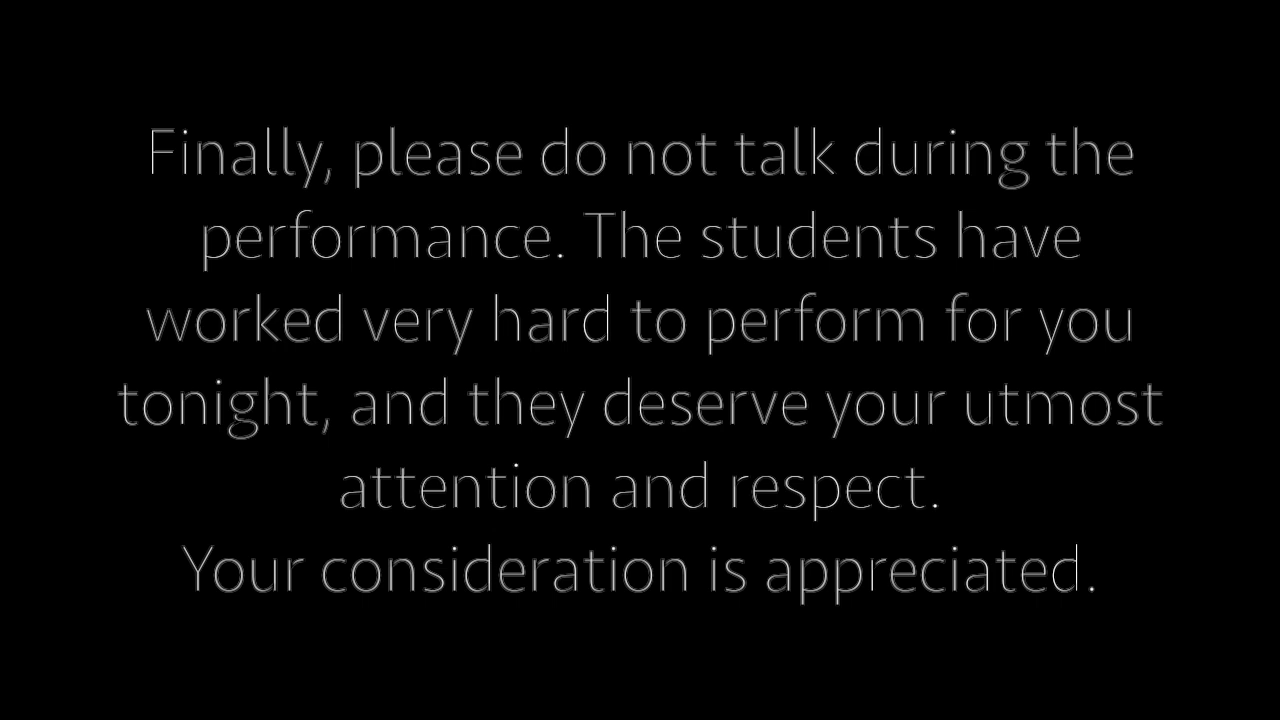 Finally, please do not talk during the
performance. The students have
worked very hard to perform for you
tonight, and they deserve your utmost
attention and respect.
Your consideration is appreciated.